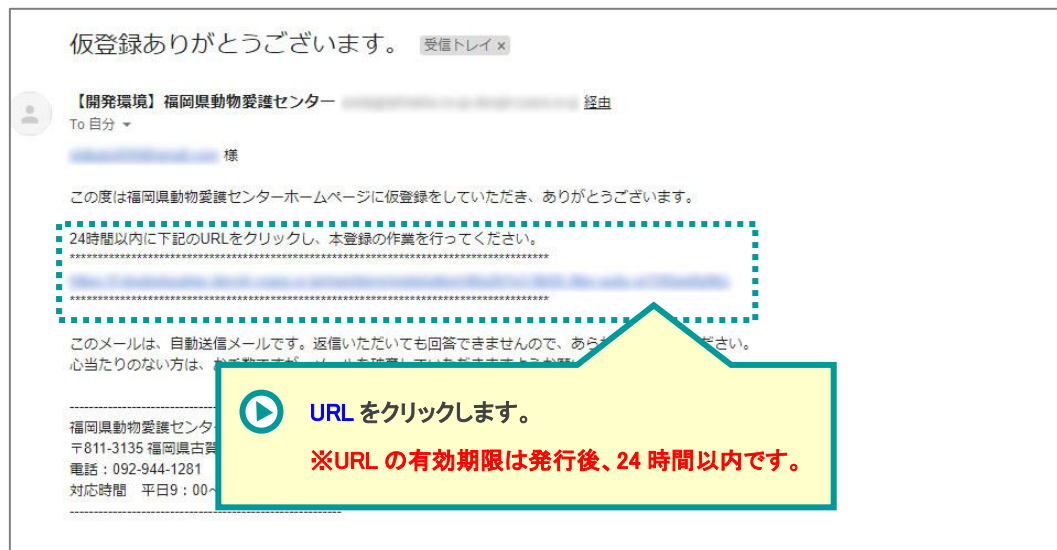 仮登録ありがとうございます。 受信トレイ ×
【開発環境】福岡県動物愛護センター 経由
To 自分
様
この度は福岡県動物愛護センターホームページに仮登録をしていただき、ありがとうございます。
24時間以内に下記のURLをクリックし、本登録の作業を行ってください。
****************************************************************************************************
****************************************************************************************************
このメールは、自動送信メールです。返信いただいても回答できませんので、あら ださい。
心当たりのない方は、
URL をクリックします。
※URL の有効期限は発行後、24 時間以内です。
----------------------------------------
福岡県動物愛護センタ
〒811-3135 福岡県古賀
電話：092-944-1281
対応時間 平日9：00～
------------------------------------------------------------